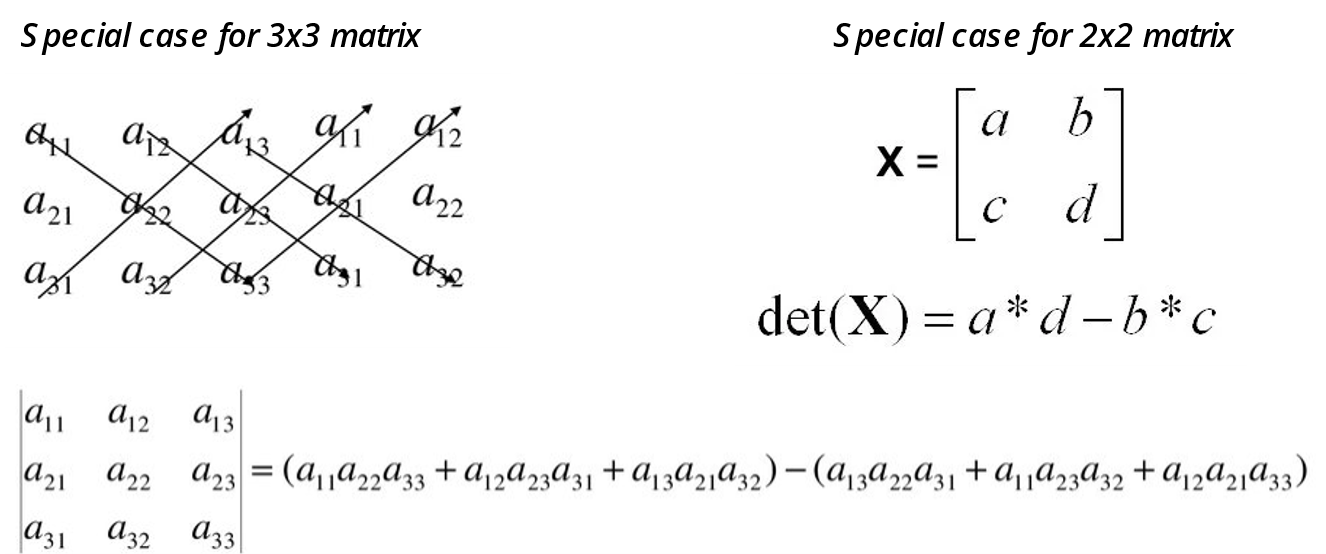 Special case for 3x3 matrix
a11 a12 a13 a11 a12
a21 a22 a23 a21 a22
a31 a32 a33 a31 a32
|a11 a12 a13|
|a21 a22 a23| = (a11a22a33 + a12a23a31 + a13a21a32) − (a13a22a31 + a11a23a32 + a12a21a33)
|a31 a32 a33|
Special case for 2x2 matrix
X = [a b
c d]
det(X) = a * d − b * c